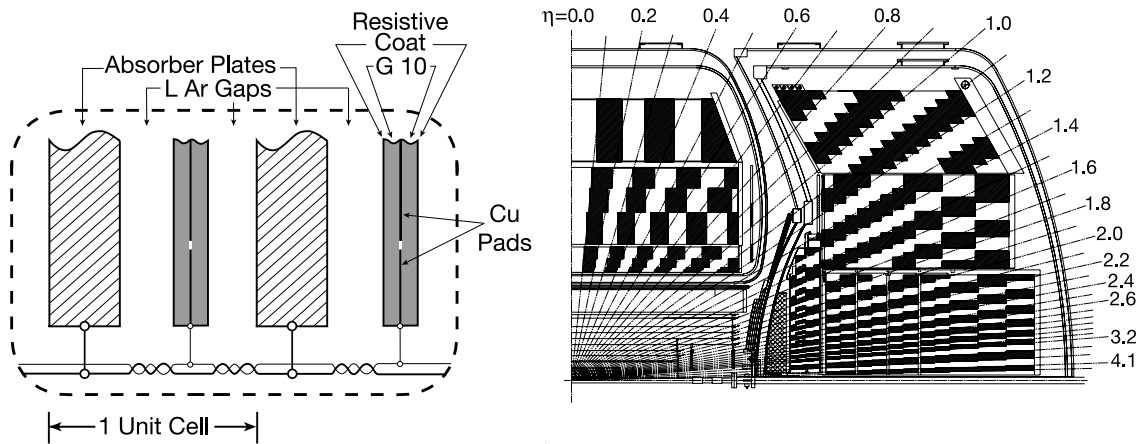 Resistive
Coat
Absorber Plates
G 10
L Ar Gaps
Cu
Pads
1 Unit Cell
η=0.0
0.2
0.4
0.6
0.8
1.0
1.2
1.4
1.6
1.8
2.0
2.2
2.4
2.6
3.2
4.1